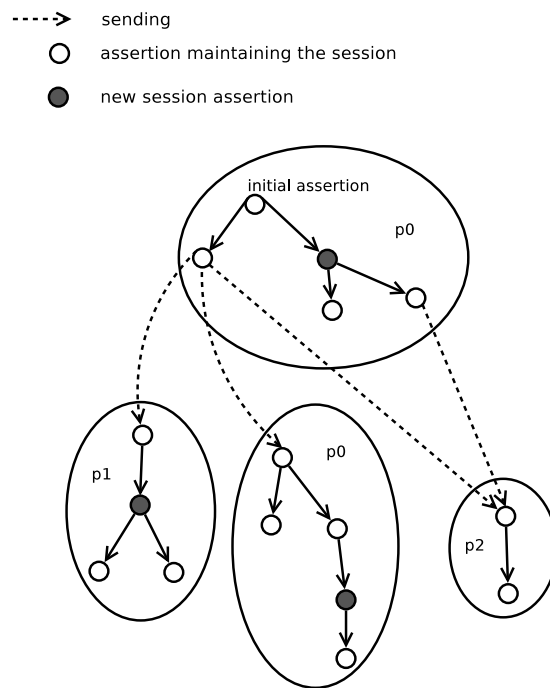 sending
assertion maintaining the session
new session assertion
initial assertion
p0
p1
p0
p2